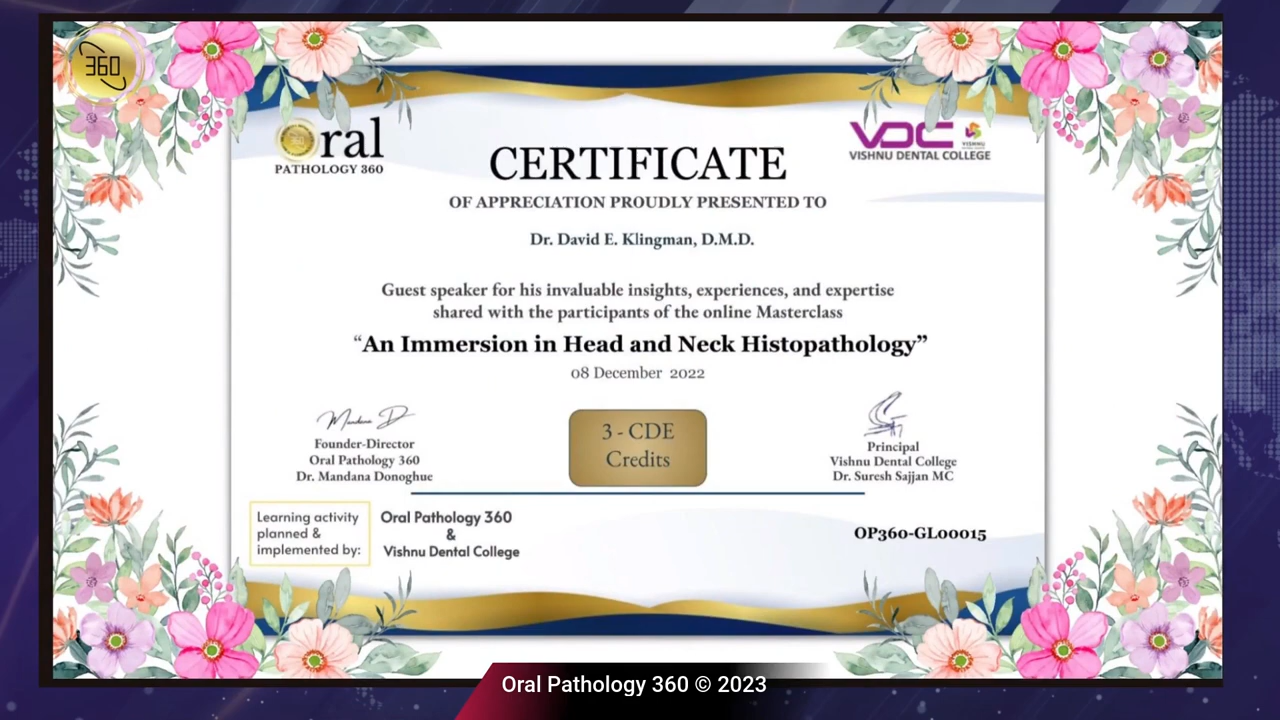 360
Oral
PATHOLOGY 360
VDC
VISHNU
VISHNU DENTAL COLLEGE
CERTIFICATE
OF APPRECIATION PROUDLY PRESENTED TO
Dr. David E. Klingman, D.M.D.
Guest speaker for his invaluable insights, experiences, and expertise
shared with the participants of the online Masterclass
“An Immersion in Head and Neck Histopathology”
08 December 2022
Mandana D
Founder-Director
Oral Pathology 360
Dr. Mandana Donoghue
3 - CDE
Credits
Principal
Vishnu Dental College
Dr. Suresh Sajjan MC
Learning activity
planned &
implemented by:
Oral Pathology 360
&
Vishnu Dental College
OP360-GL00015
Oral Pathology 360 © 2023